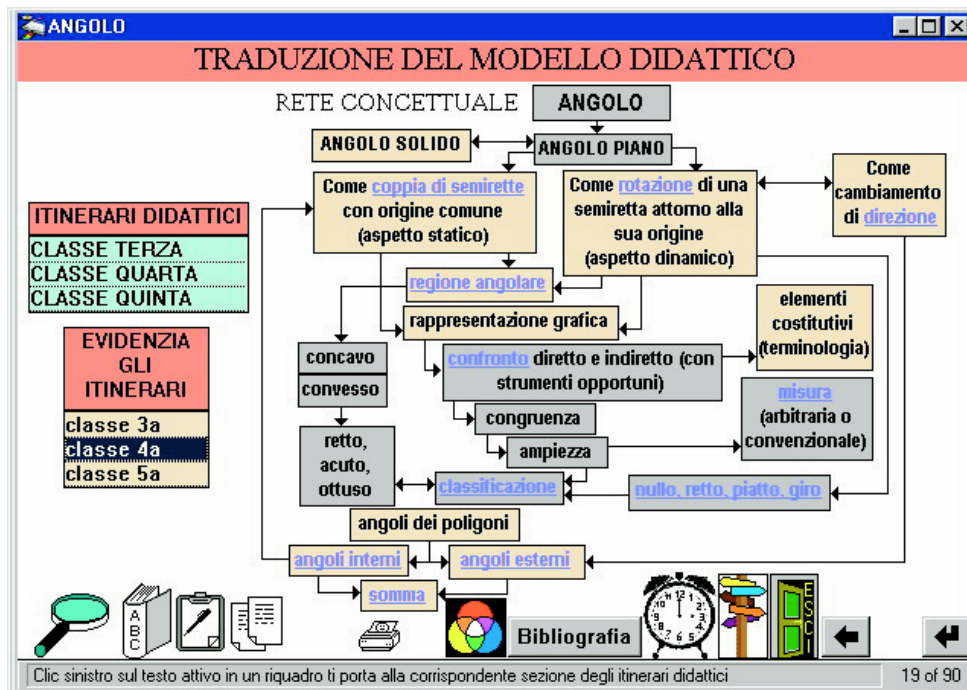 ANGOLO
TRADUZIONE DEL MODELLO DIDATTICO
RETE CONCETTUALE
ANGOLO
ANGOLO SOLIDO
ANGOLO PIANO
Come coppia di semirette
con origine comune
(aspetto statico)
Come rotazione di una
semiretta attorno alla
sua origine
(aspetto dinamico)
Come
cambiamento
di direzione
ITINERARI DIDATTICI
CLASSE TERZA
CLASSE QUARTA
CLASSE QUINTA
regione angolare
rappresentazione grafica
elementi
costitutivi
(terminologia)
EVIDENZIA
GLI
ITINERARI
classe 3a
classe 4a
classe 5a
concavo
convesso
confronto diretto e indiretto (con
strumenti opportuni)
misura
(arbitraria o
convenzionale)
congruenza
ampiezza
retto,
acuto,
ottuso
classificazione
nullo, retto, piatto, giro
angoli dei poligoni
angoli interni
angoli esterni
somma
A
B
C
Bibliografia
12
E
S
C
I
Clic sinistro sul testo attivo in un riquadro ti porta alla corrispondente sezione degli itinerari didattici
19 of 90